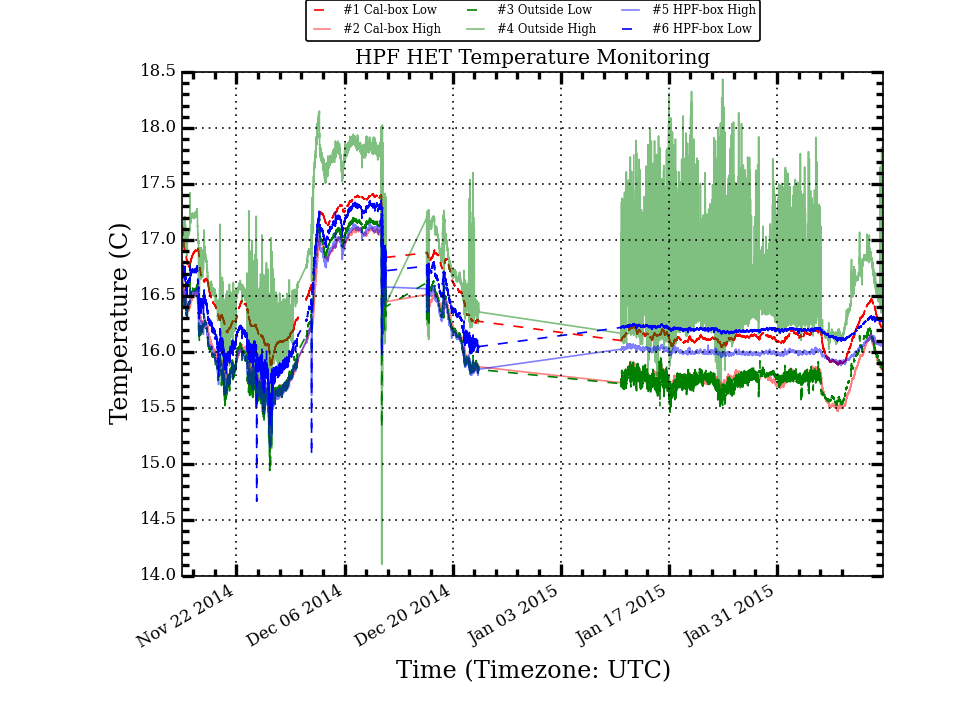 #1 Cal-box Low #3 Outside Low #5 HPF-box High
#2 Cal-box High #4 Outside High #6 HPF-box Low
HPF HET Temperature Monitoring
18.5
18.0
17.5
17.0
16.5
16.0
15.5
15.0
14.5
14.0
Temperature (C)
Nov 22 2014 Dec 06 2014 Dec 20 2014 Jan 03 2015 Jan 17 2015 Jan 31 2015
Time (Timezone: UTC)